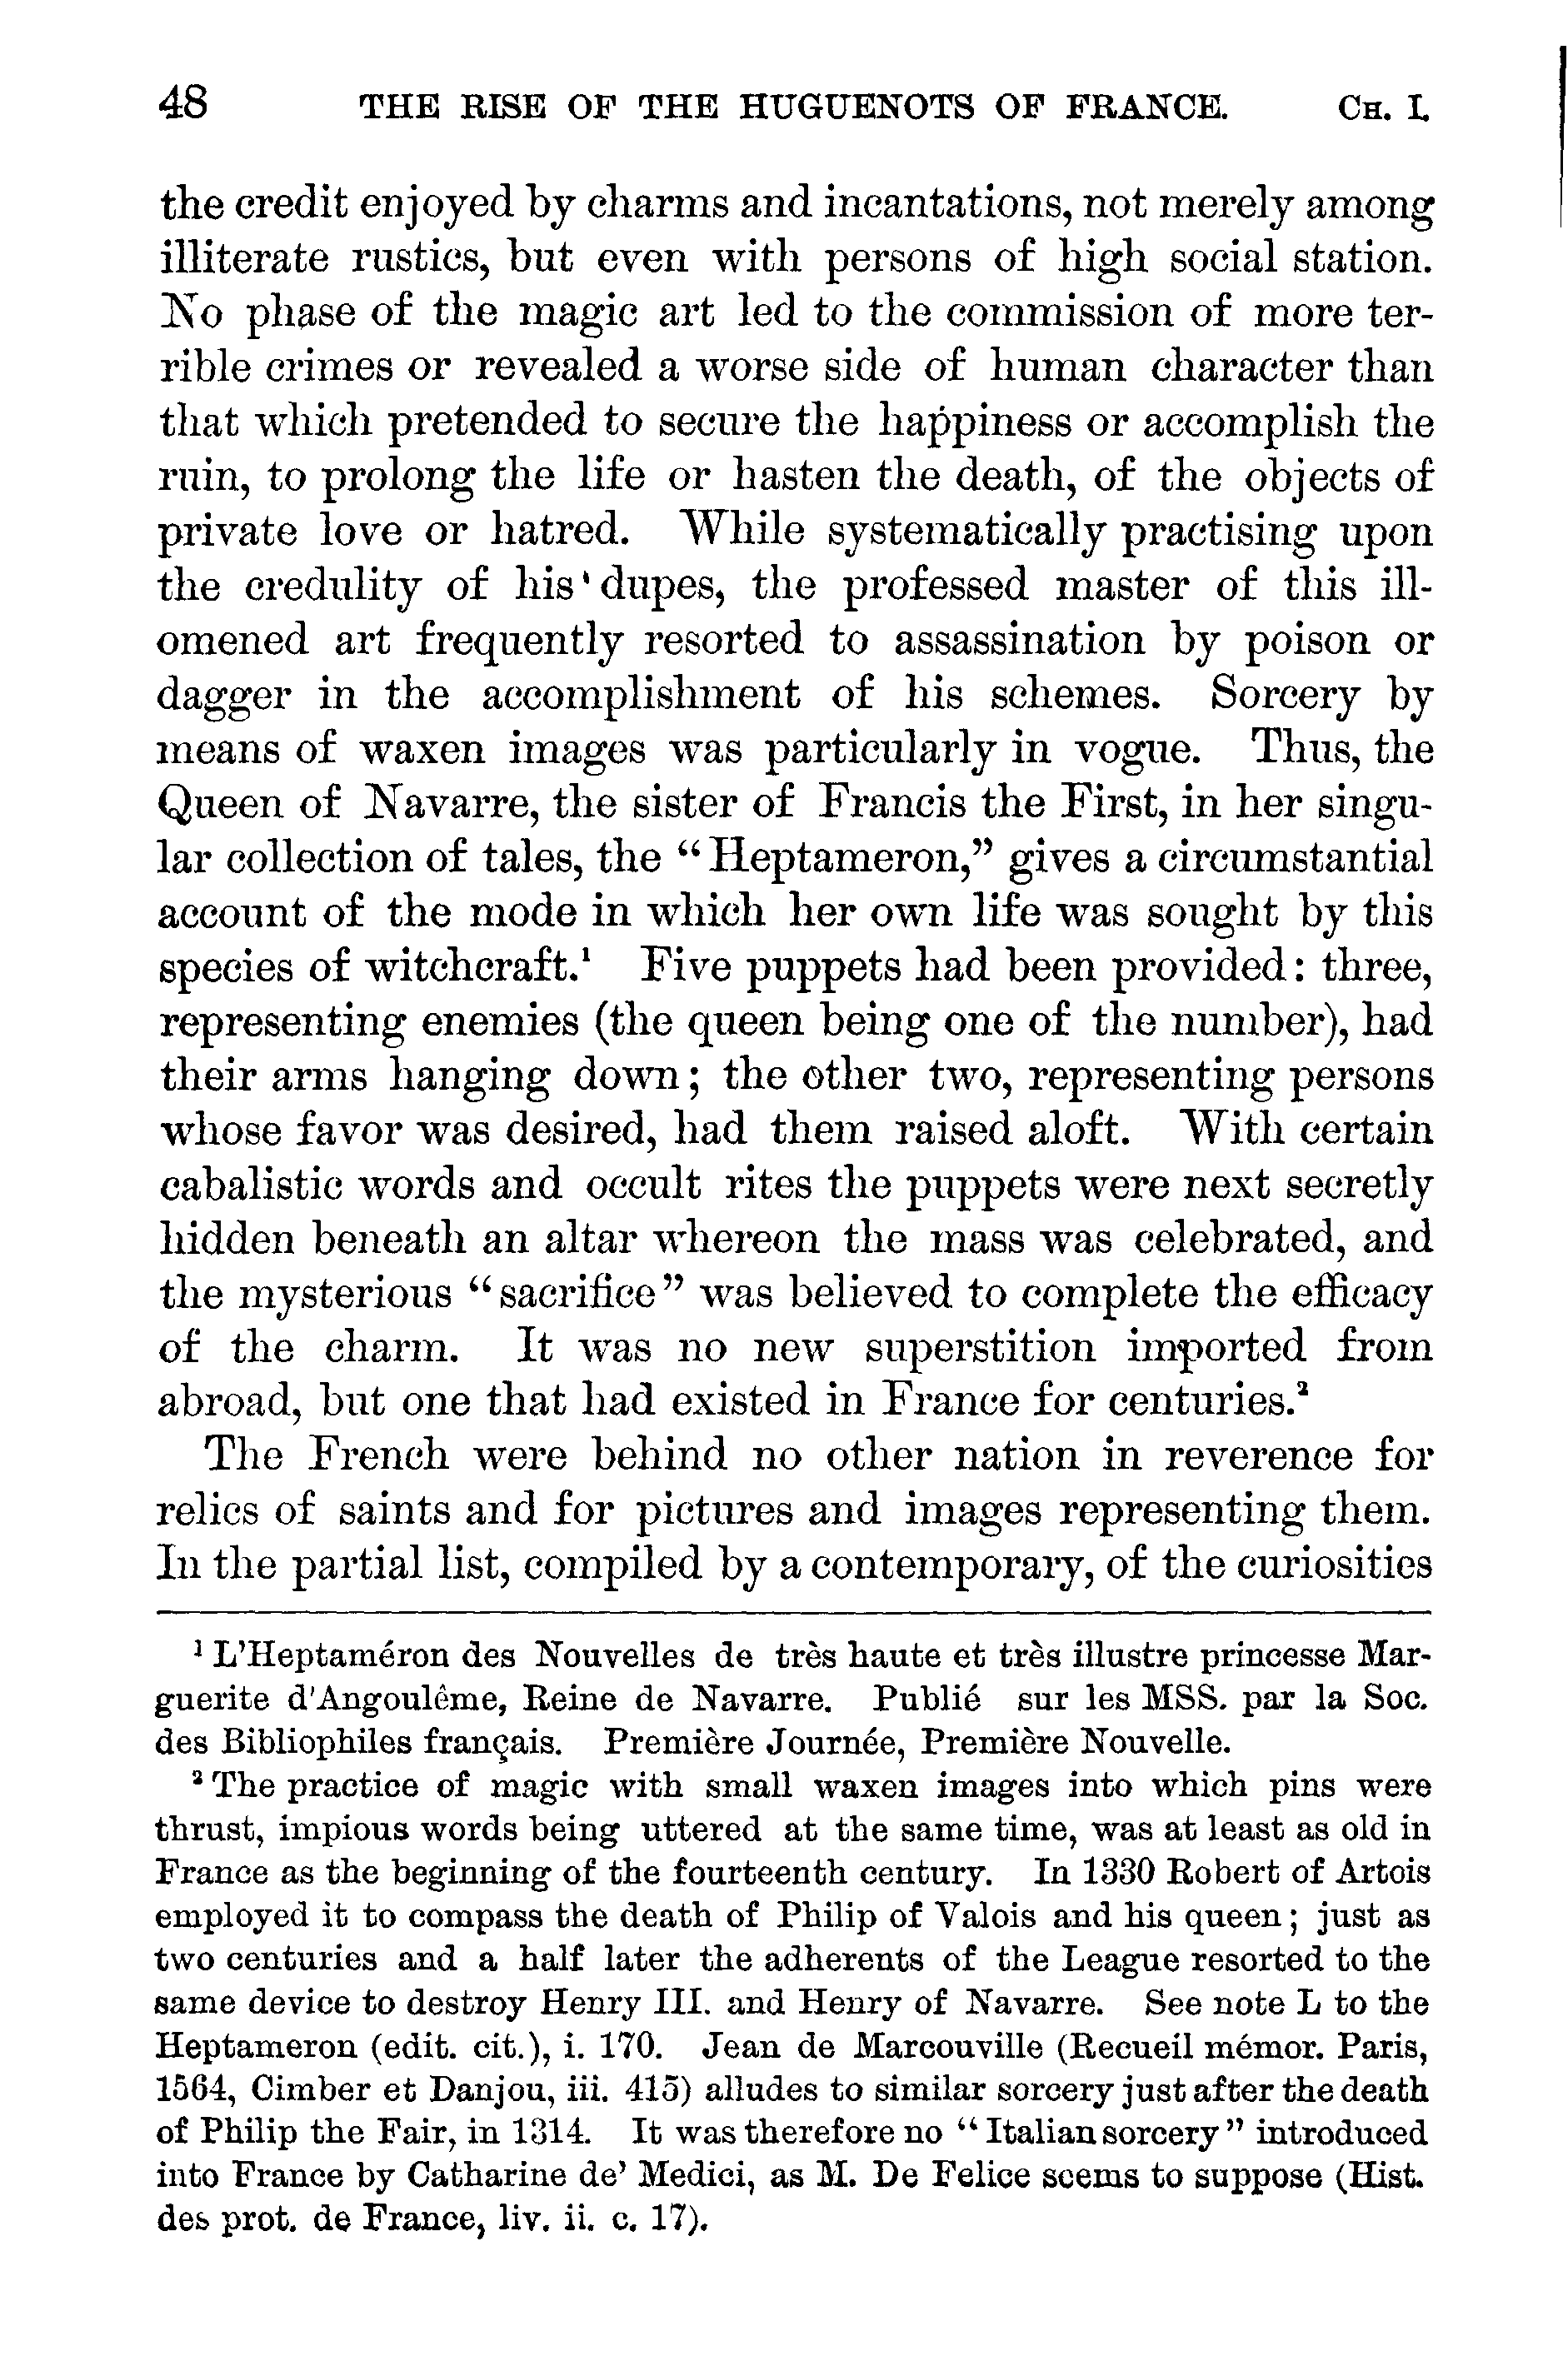 48 THE RISE OF THE HUGUENOTS OF FRANCE. CH. I.
the credit enjoyed by charms and incantations, not merely among
illiterate rustics, but even with persons of high social station.
No phase of the magic art led to the commission of more ter-
rible crimes or revealed a worse side of human character than
that which pretended to secure the happiness or accomplish the
ruin, to prolong the life or hasten the death, of the objects of
private love or hatred. While systematically practising upon
the credulity of his dupes, the professed master of this ill-
omened art frequently resorted to assassination by poison or
dagger in the accomplishment of his schemes. Sorcery by
means of waxen images was particularly in vogue. Thus, the
Queen of Navarre, the sister of Francis the First, in her singu-
lar collection of tales, the “Heptameron,” gives a circumstantial
account of the mode in which her own life was sought by this
species of witchcraft.¹ Five puppets had been provided: three,
representing enemies (the queen being one of the number), had
their arms hanging down; the other two, representing persons
whose favor was desired, had them raised aloft. With certain
cabalistic words and occult rites the puppets were next secretly
hidden beneath an altar whereon the mass was celebrated, and
the mysterious “sacrifice” was believed to complete the efficacy
of the charm. It was no new superstition imported from
abroad, but one that had existed in France for centuries.²
The French were behind no other nation in reverence for
relics of saints and for pictures and images representing them.
In the partial list, compiled by a contemporary, of the curiosities
¹ L’Heptaméron des Nouvelles de très haute et très illustre princesse Mar-
guerite d'Angoulême, Reine de Navarre. Publié sur les MSS. par la Soc.
des Bibliophiles français. Première Journée, Première Nouvelle.
² The practice of magic with small waxen images into which pins were
thrust, impious words being uttered at the same time, was at least as old in
France as the beginning of the fourteenth century. In 1330 Robert of Artois
employed it to compass the death of Philip of Valois and his queen; just as
two centuries and a half later the adherents of the League resorted to the
same device to destroy Henry III. and Henry of Navarre. See note L to the
Heptameron (edit. cit.), i. 170. Jean de Marcouville (Recueil mémor. Paris,
1564, Cimber et Danjou, iii. 415) alludes to similar sorcery just after the death
of Philip the Fair, in 1314. It was therefore no “Italian sorcery” introduced
into France by Catharine de’ Medici, as M. De Felice seems to suppose (Hist.
des prot. de France, liv. ii. c. 17).